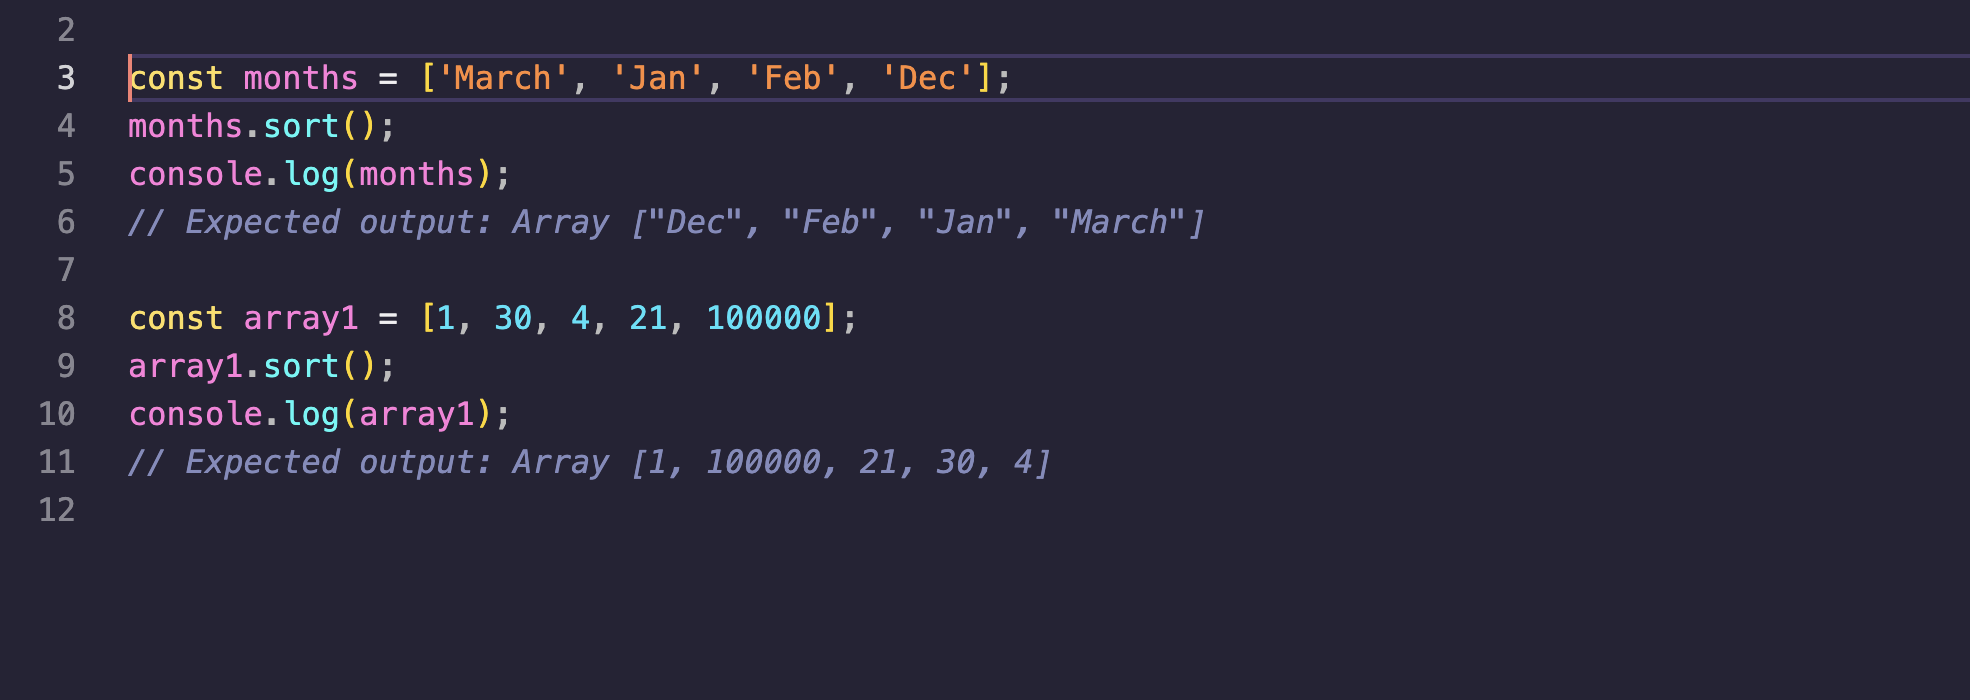 2
3 const months = ['March', 'Jan', 'Feb', 'Dec'];
4 months.sort();
5 console.log(months);
6 // Expected output: Array ["Dec", "Feb", "Jan", "March"]
7
8 const array1 = [1, 30, 4, 21, 100000];
9 array1.sort();
10 console.log(array1);
11 // Expected output: Array [1, 100000, 21, 30, 4]
12